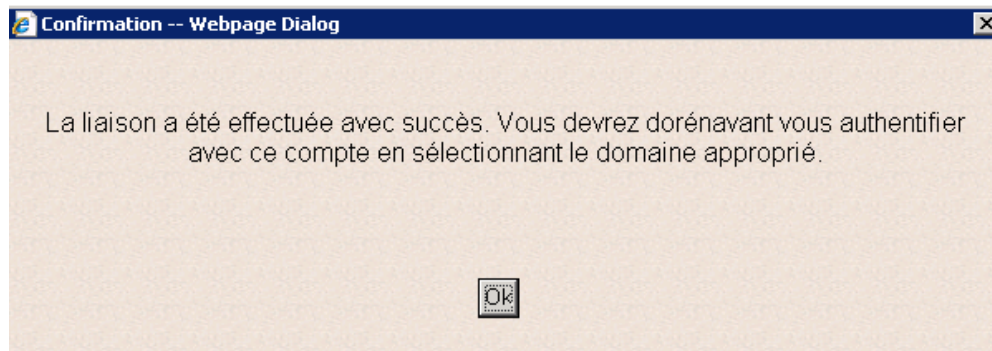 Confirmation -- Webpage Dialog
La liaison a été effectuée avec succès. Vous devrez dorénavant vous authentifier
avec ce compte en sélectionnant le domaine approprié.
Ok